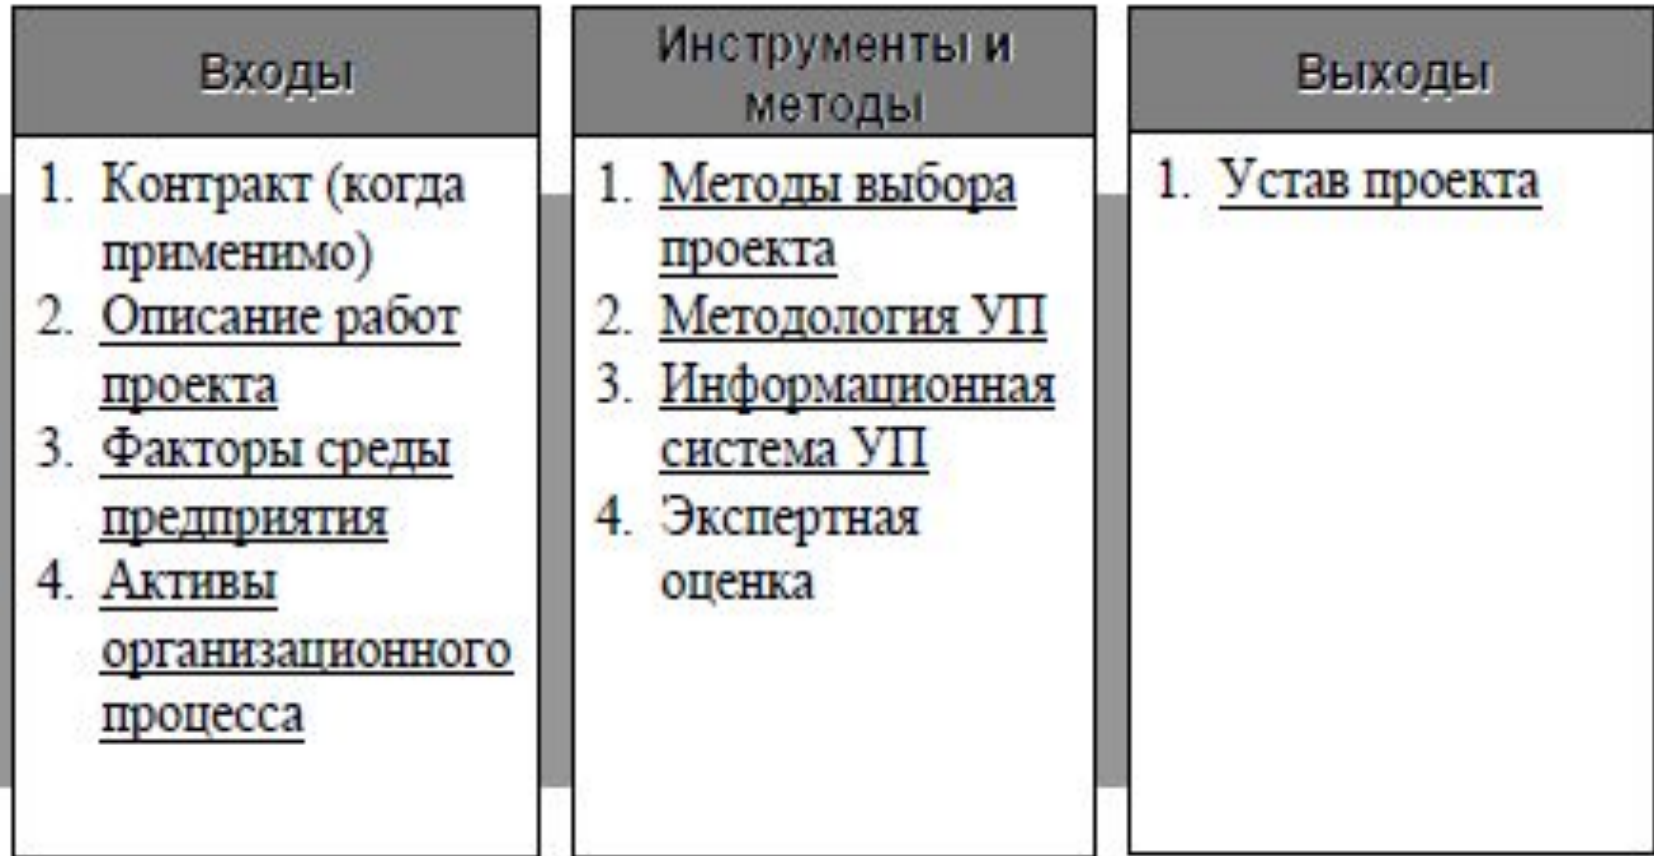 Входы
1. Контракт (когда
применимо)
2. Описание работ
проекта
3. Факторы среды
предприятия
4. Активы
организационного
процесса
Инструменты и
методы
1. Методы выбора
проекта
2. Методология УП
3. Информационная
система УП
4. Экспертная
оценка
Выходы
1. Устав проекта